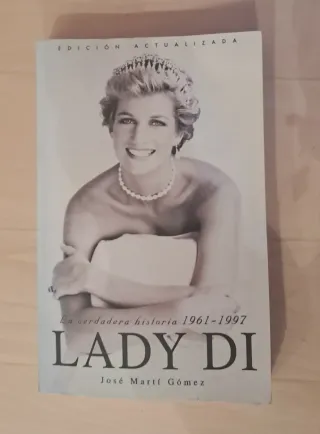 EDICIÓN ACTUALIZADA
La verdadera historia 1961-1997
LADY DI
José Martí Gómez